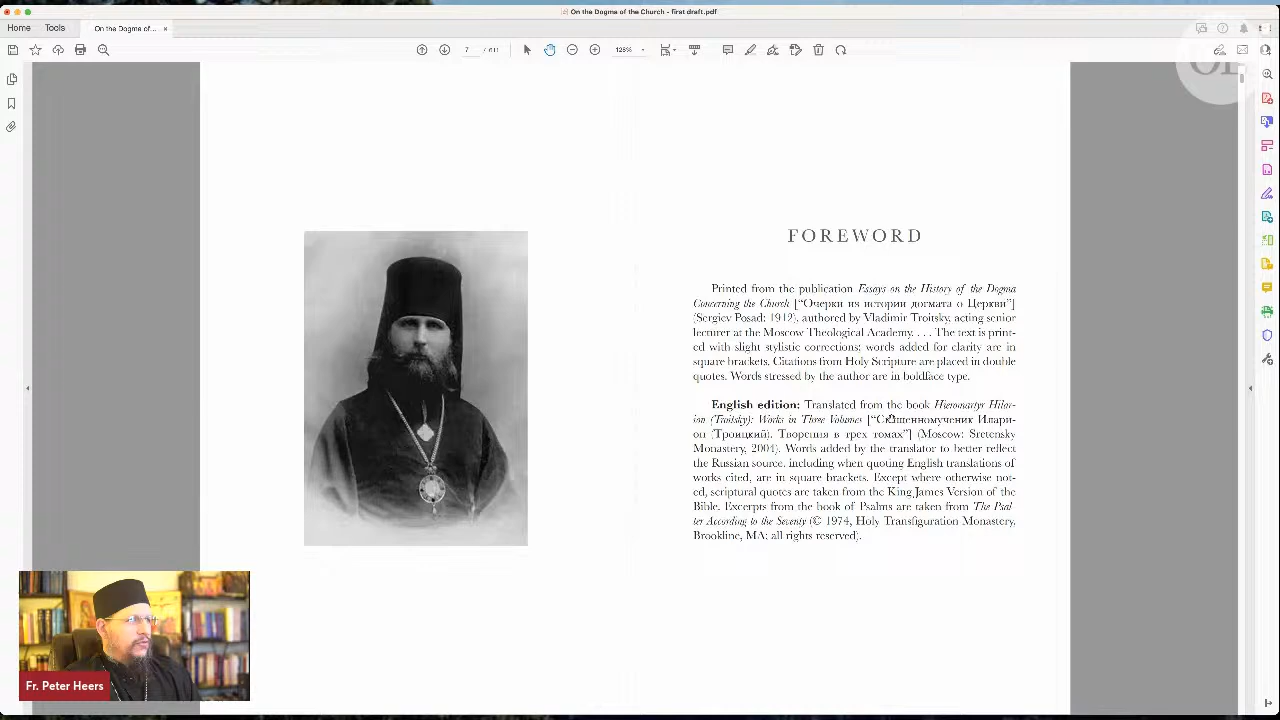 On the Dogma of the Church - first draft.pdf
Home Tools On the Dogma of... ×
7 / 611 128%
FOREWORD
Printed from the publication Essays on the History of the Dogma
Concerning the Church [“Очерки из истории догмата о Церкви”]
(Sergiev Posad: 1912), authored by Vladimir Troitsky, acting senior
lecturer at the Moscow Theological Academy. . . . The text is print-
ed with slight stylistic corrections; words added for clarity are in
square brackets. Citations from Holy Scripture are placed in double
quotes. Words stressed by the author are in boldface type.
English edition: Translated from the book Hieromartyr Hilar-
ion (Troitsky): Works in Three Volumes [“Священномученик Илари-
он (Троицкий). Творения в трех томах”] (Moscow: Sretensky
Monastery, 2004). Words added by the translator to better reflect
the Russian source, including when quoting English translations of
works cited, are in square brackets. Except where otherwise not-
ed, scriptural quotes are taken from the King James Version of the
Bible. Excerpts from the book of Psalms are taken from The Psal-
ter According to the Seventy (© 1974, Holy Transfiguration Monastery,
Brookline, MA; all rights reserved).
Fr. Peter Heers